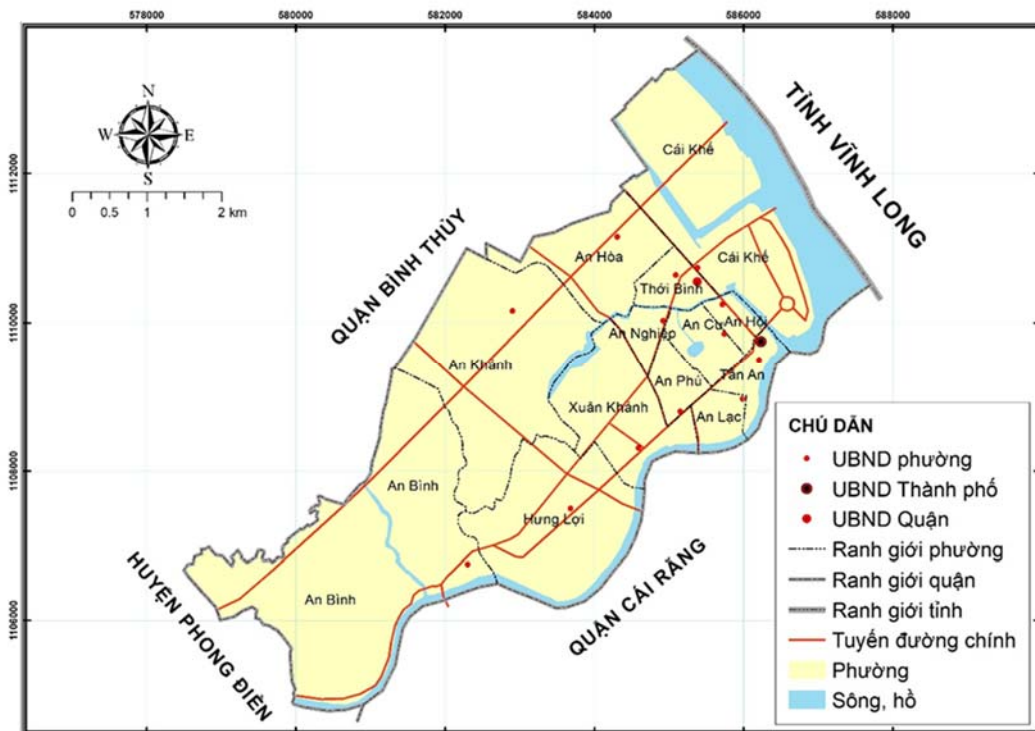 578000 580000 582000 584000 586000 588000
1112000
1110000
1108000
1106000
N
W E
S
0 0.5 1 2 km
TỈNH VĨNH LONG
QUẬN BÌNH THỦY
HUYỆN PHONG ĐIỀN
QUẬN CÁI RĂNG
Cái Khế
An Hòa
Cái Khế
Thới Bình
An Nghiệp
An Cư
An Hội
Tân An
An Khánh
An Phú
Xuân Khánh
An Lạc
An Bình
Hưng Lợi
An Bình
CHÚ DẪN
UBND phường
UBND Thành phố
UBND Quận
Ranh giới phường
Ranh giới quận
Ranh giới tỉnh
Tuyến đường chính
Phường
Sông, hồ